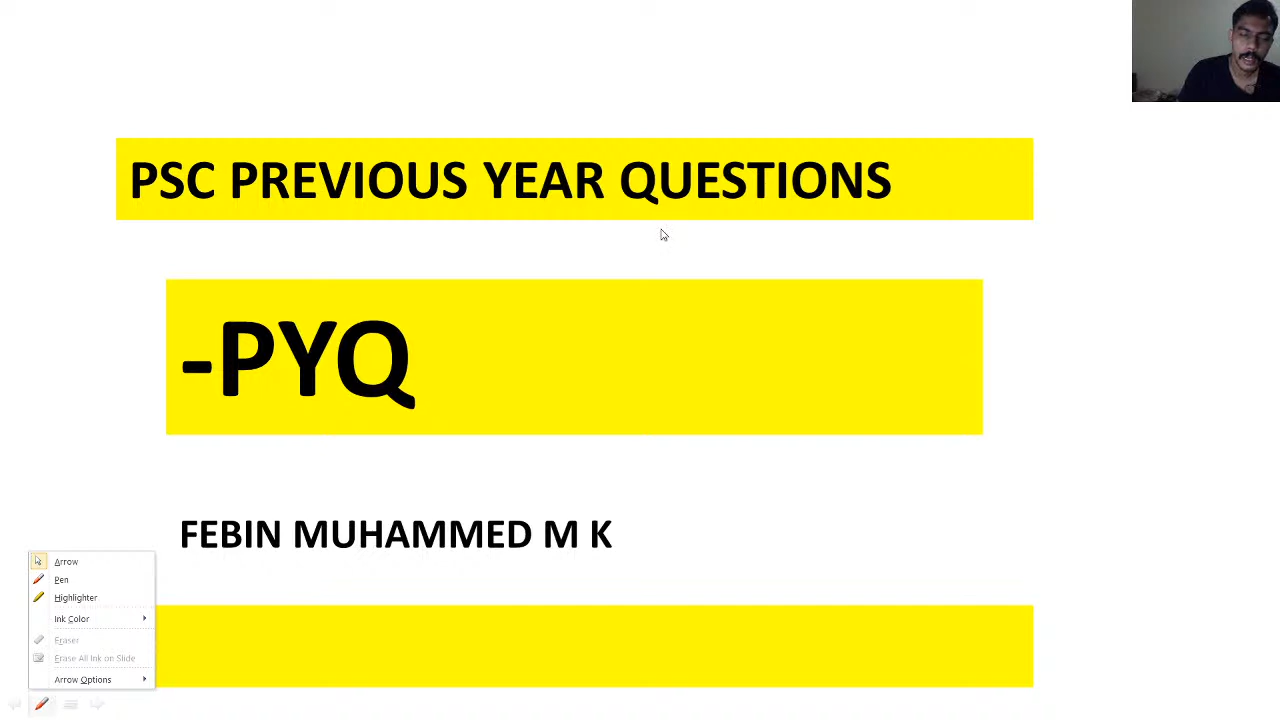 PSC PREVIOUS YEAR QUESTIONS
-PYQ
FEBIN MUHAMMED M K
Arrow
Pen
Highlighter
Ink Color
Eraser
Erase All Ink on Slide
Arrow Options